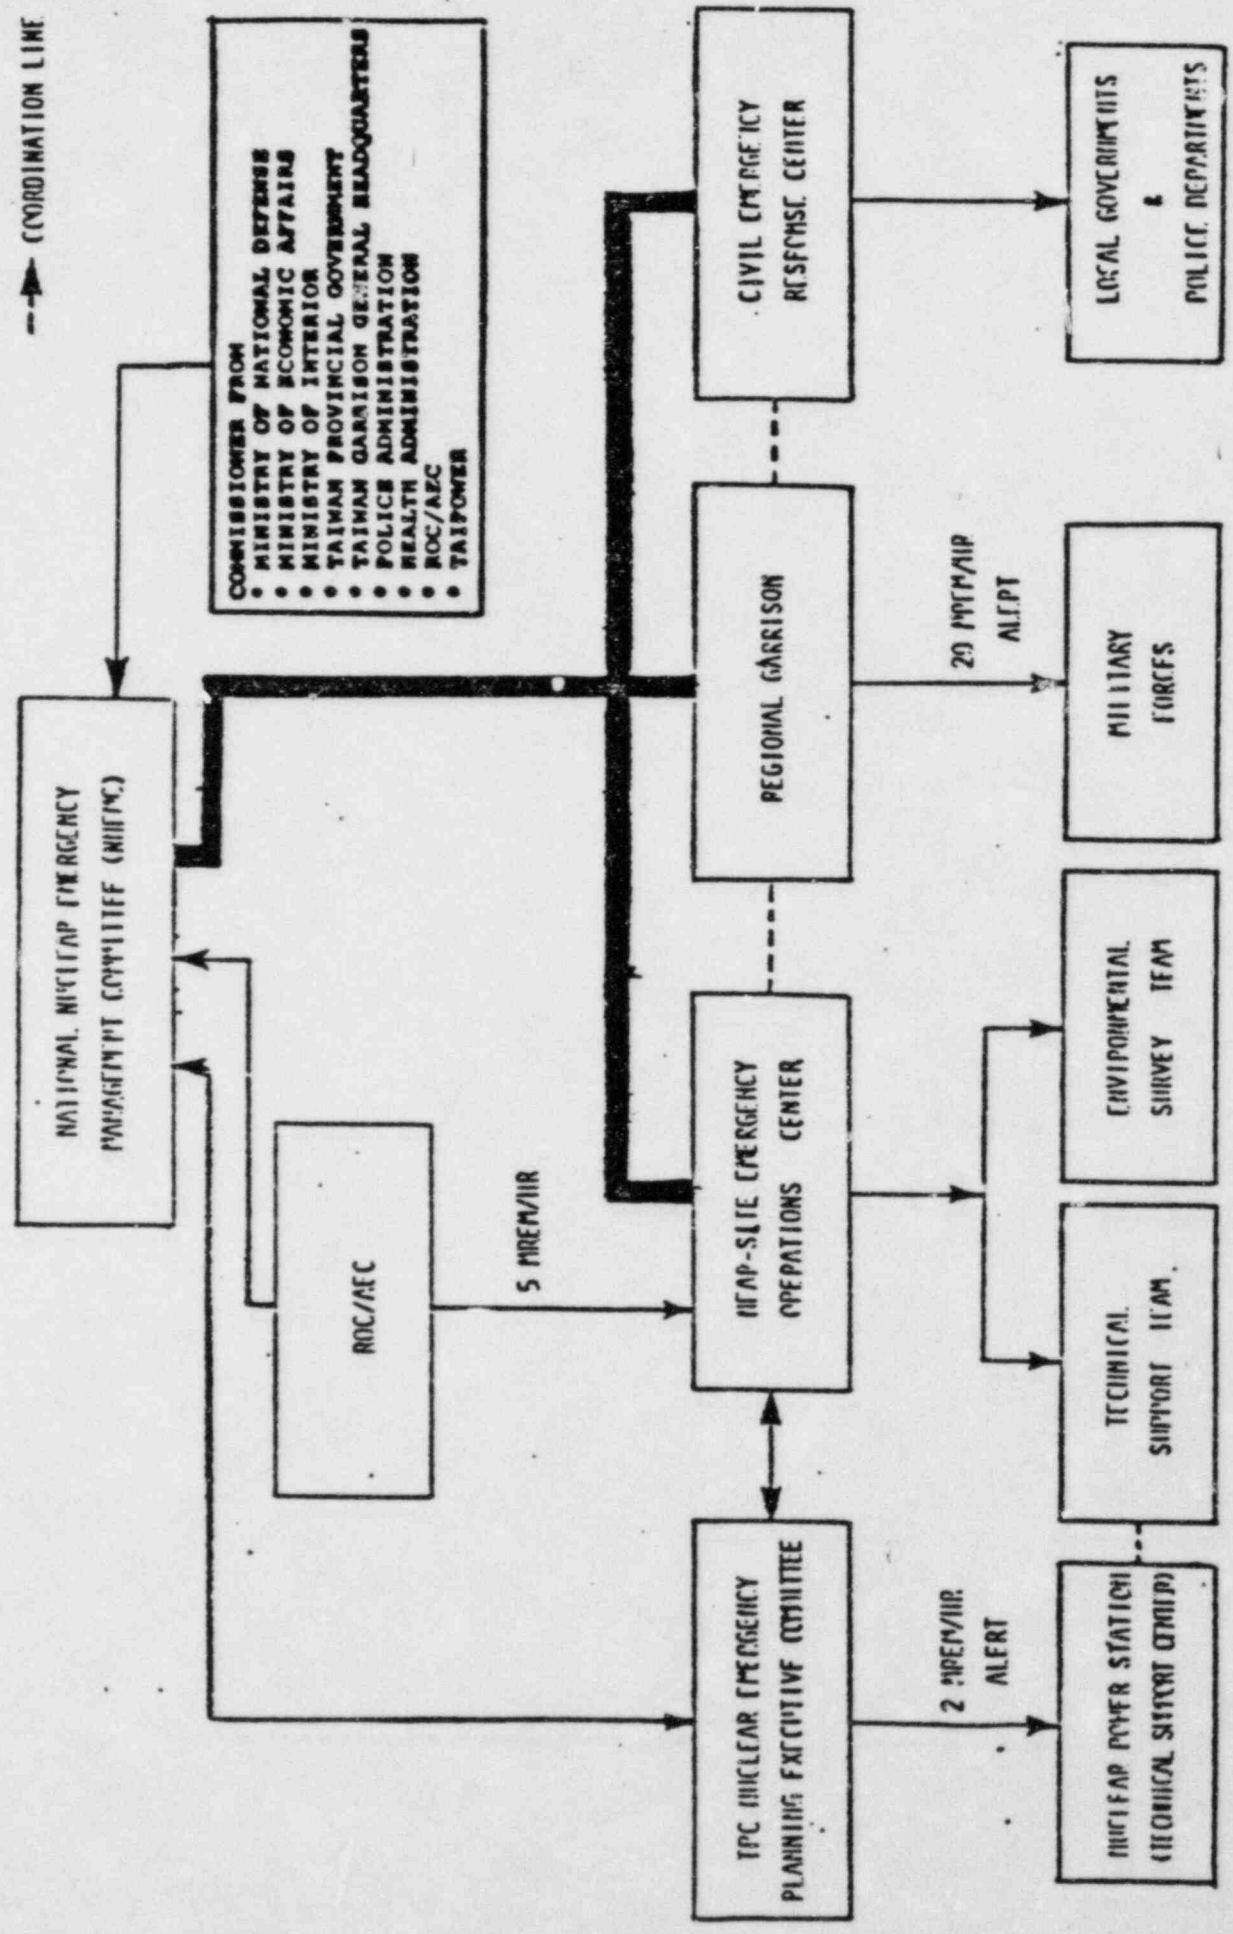 --► COORDINATION LINE
NATIONAL NUCLEAR EMERGENCY
MANAGEMENT COMMITTEE (NNEMC)
COMMISSIONER FROM
• MINISTRY OF NATIONAL DEFENSE
• MINISTRY OF ECONOMIC AFFAIRS
• MINISTRY OF INTERIOR
• TAIWAN PROVINCIAL GOVERNMENT
• TAIWAN GARRISON GENERAL HEADQUARTERS
• POLICE ADMINISTRATION
• HEALTH ADMINISTRATION
• ROC/AEC
• TAIPOWER
ROC/AEC
5 MREM/HR
TPC NUCLEAR EMERGENCY
PLANNING EXECUTIVE COMMITTEE
NEAR-SITE EMERGENCY
OPERATIONS CENTER
REGIONAL GARRISON
CIVIL EMERGENCY
RESPONSE CENTER
2 MREM/HR
ALERT
20 MREM/HR
ALERT
NUCLEAR POWER STATION
(TECHNICAL SUPPORT CENTER)
TECHNICAL
SUPPORT TEAM
ENVIRONMENTAL
SURVEY TEAM
MILITARY
FORCES
LOCAL GOVERNMENTS
&
POLICE DEPARTMENTS